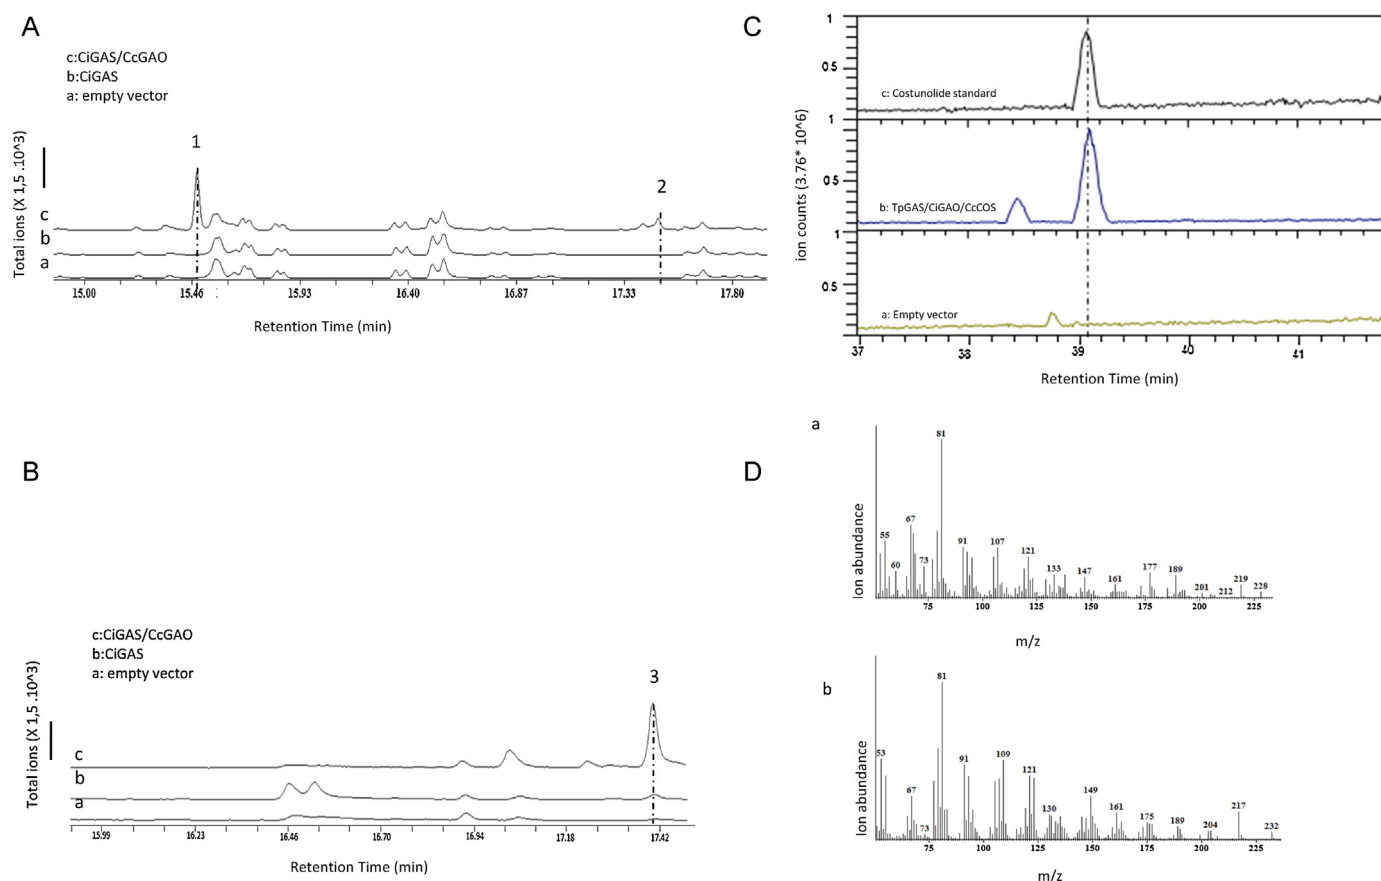 A
c:CiGAS/CcGAO
b:CiGAS
a: empty vector
Total ions (X 1,5 .10^3)
1
2
c
b
a
15.00 15.46 15.93 16.40 16.87 17.33 17.80
Retention Time (min)
C
ion counts (3.76* 10^6)
1
0.5
c: Costunolide standard
1
0.5
b: TpGAS/CiGAO/CcCOS
1
0.5
a: Empty vector
37 38 39 40 41
Retention Time (min)
B
c:CiGAS/CcGAO
b:CiGAS
a: empty vector
Total ions (X 1,5 .10^3)
3
c
b
a
15.99 16.23 16.46 16.70 16.94 17.18 17.42
Retention Time (min)
D
a
Ion abundance
81
67
55
60
73
91
107
121
133
147
161
177
189
201
212
219
228
75 100 125 150 175 200 225
m/z
b
Ion abundance
81
53
67
73
91
109
121
130
149
161
175
189
204
217
232
75 100 125 150 175 200 225
m/z